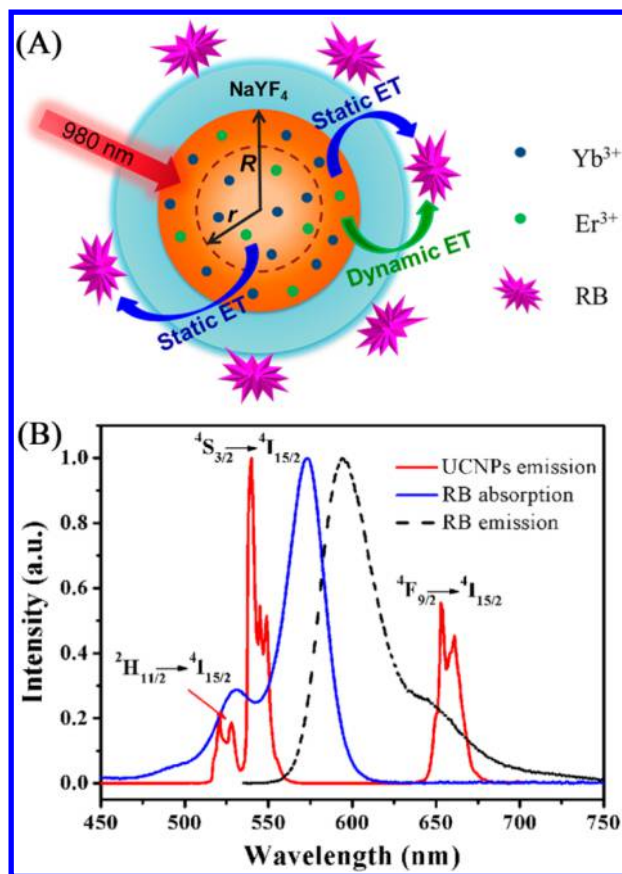 (A)
NaYF₄
980 nm
R
r
Static ET
Dynamic ET
Static ET
Yb³⁺
Er³⁺
RB
(B)
⁴S₃/₂→⁴I₁₅/₂
UCNPs emission
RB absorption
RB emission
⁴F₉/₂→⁴I₁₅/₂
²H₁₁/₂→⁴I₁₅/₂
Intensity (a.u.)
1.0
0.8
0.6
0.4
0.2
0.0
450 500 550 600 650 700 750
Wavelength (nm)